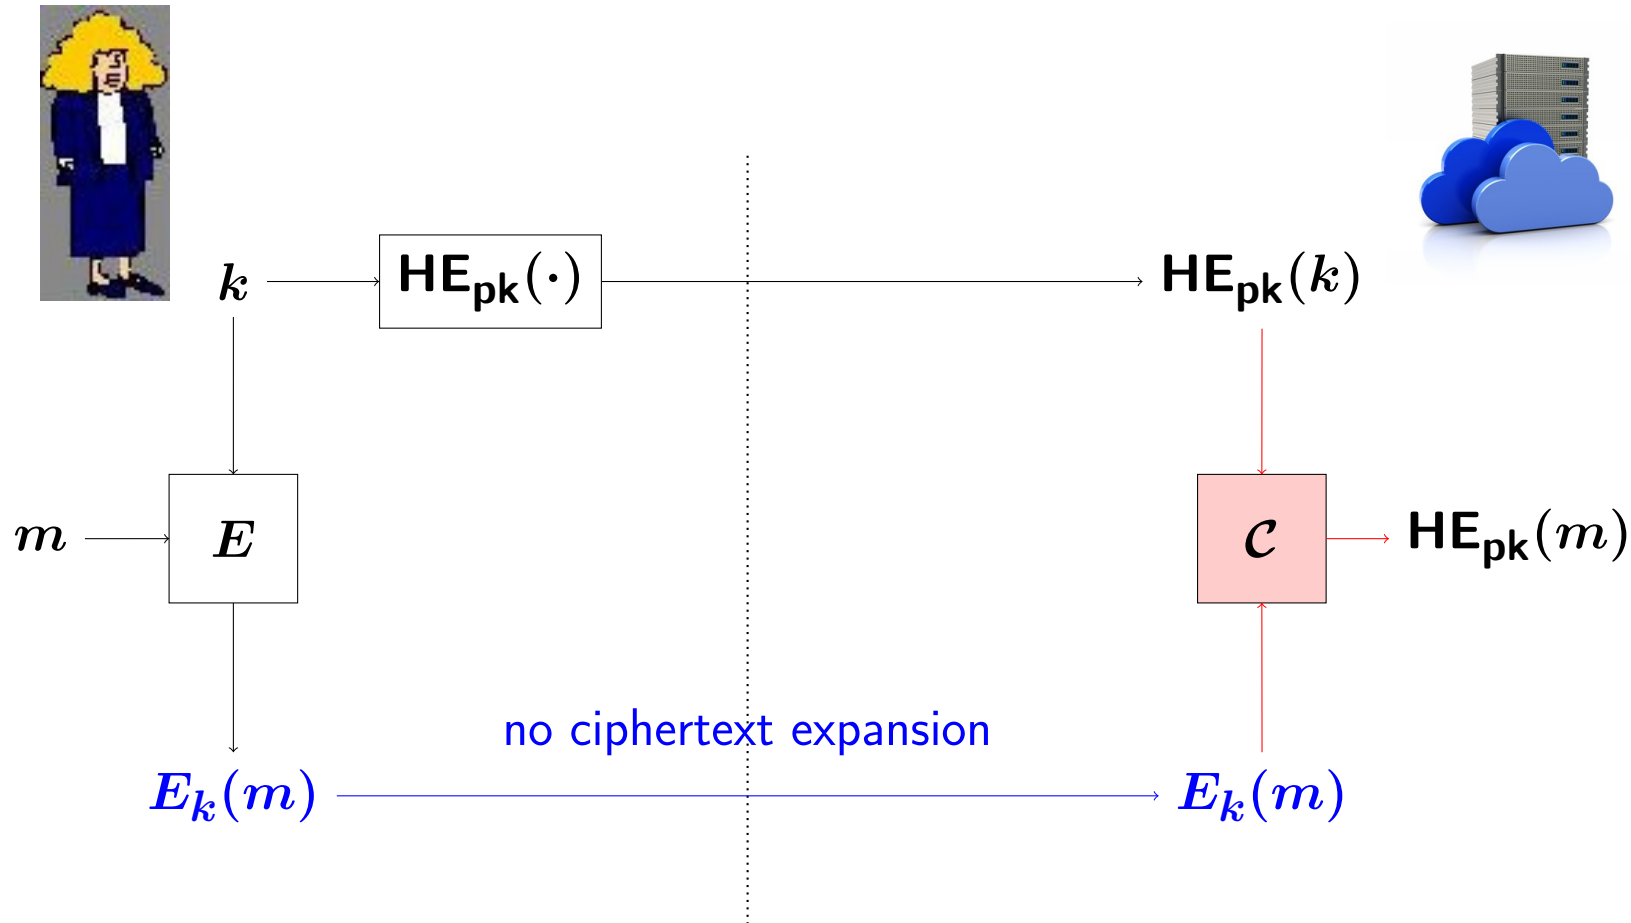 k
HE_pk(·)
HE_pk(k)
m
E
C
HE_pk(m)
no ciphertext expansion
E_k(m)
E_k(m)